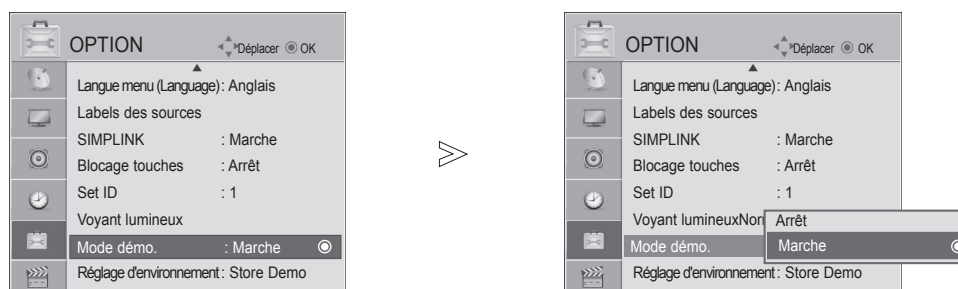 OPTION Déplacer OK
Langue menu (Language) : Anglais
Labels des sources
SIMPLINK : Marche
Blocage touches : Arrêt
Set ID : 1
Voyant lumineux
Mode démo. : Marche
Réglage d'environnement : Store Demo
OPTION Déplacer OK
Langue menu (Language) : Anglais
Labels des sources
SIMPLINK : Marche
Blocage touches : Arrêt
Set ID : 1
Voyant lumineuxNor
Arrêt
Mode démo.
Marche
Réglage d'environnement : Store Demo